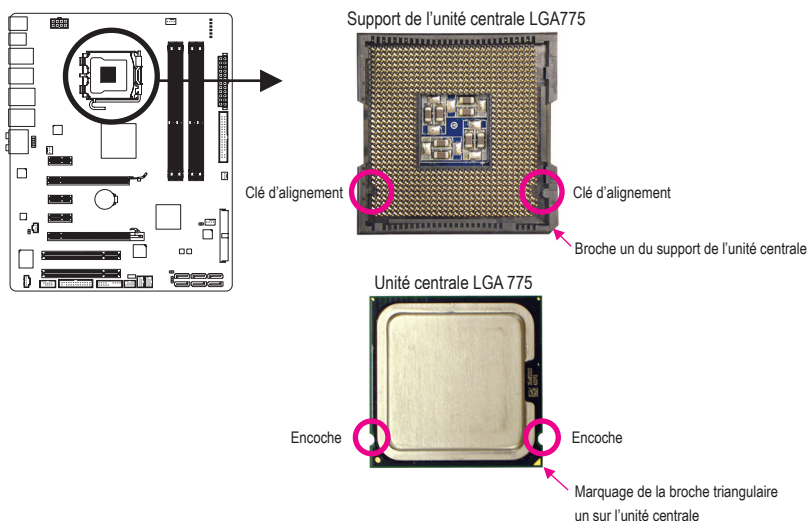 Support de l'unité centrale LGA775
Clé d'alignement
Clé d'alignement
Broche un du support de l'unité centrale
Unité centrale LGA 775
Encoche
Encoche
Marquage de la broche triangulaire
un sur l'unité centrale